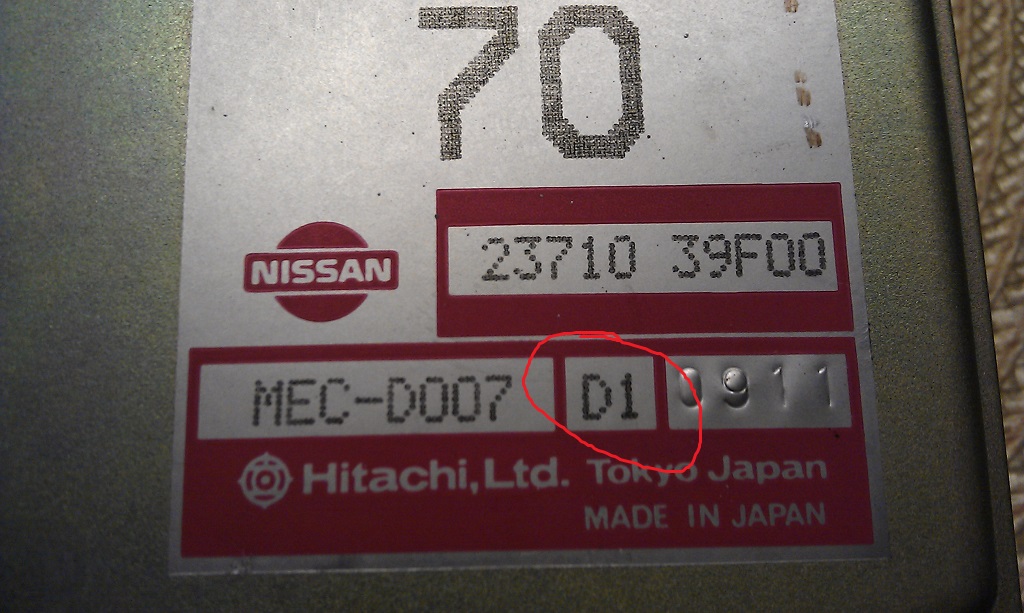 70
NISSAN
23710 39F00
MEC-D007 D1 0911
Hitachi,Ltd. Tokyo Japan
MADE IN JAPAN